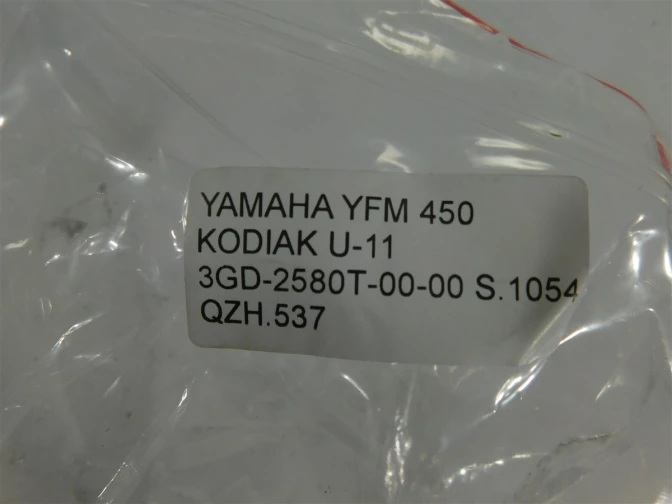 YAMAHA YFM 450
KODIAK U-11
3GD-2580T-00-00 S.1054
QZH.537